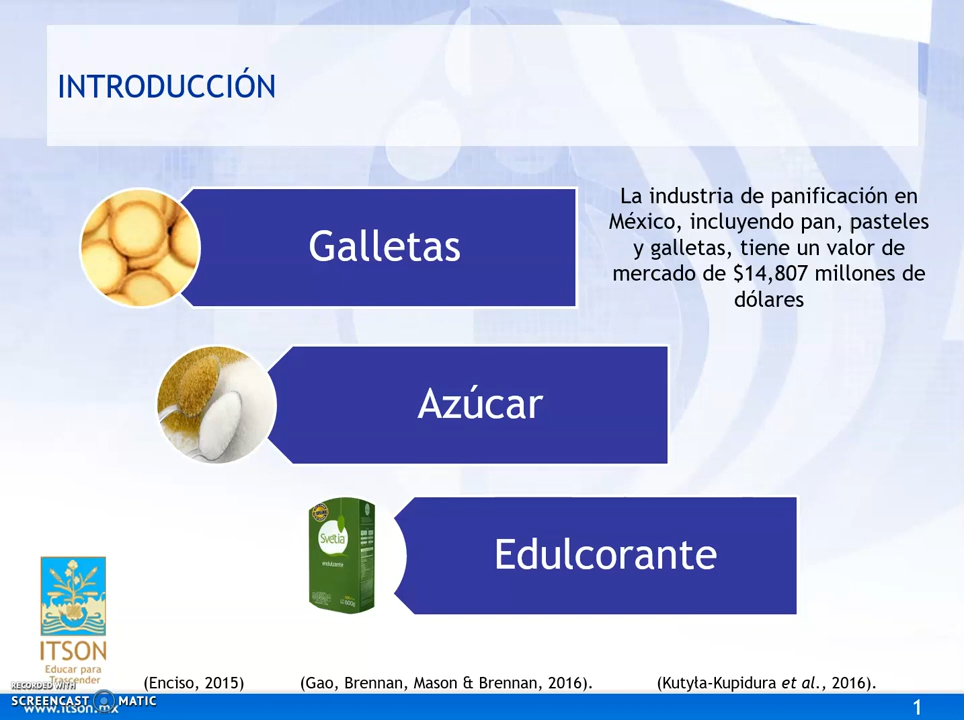 INTRODUCCIÓN
Galletas
La industria de panificación en
México, incluyendo pan, pasteles
y galletas, tiene un valor de
mercado de $14,807 millones de
dólares
Azúcar
Svetia
endulzante
600g
Edulcorante
ITSON
Educar para
Trascender
(Enciso, 2015)
(Gao, Brennan, Mason & Brennan, 2016).
(Kutyła-Kupidura et al., 2016).
RECORDED WITH
SCREENCAST MATIC
www.itson.mx
1